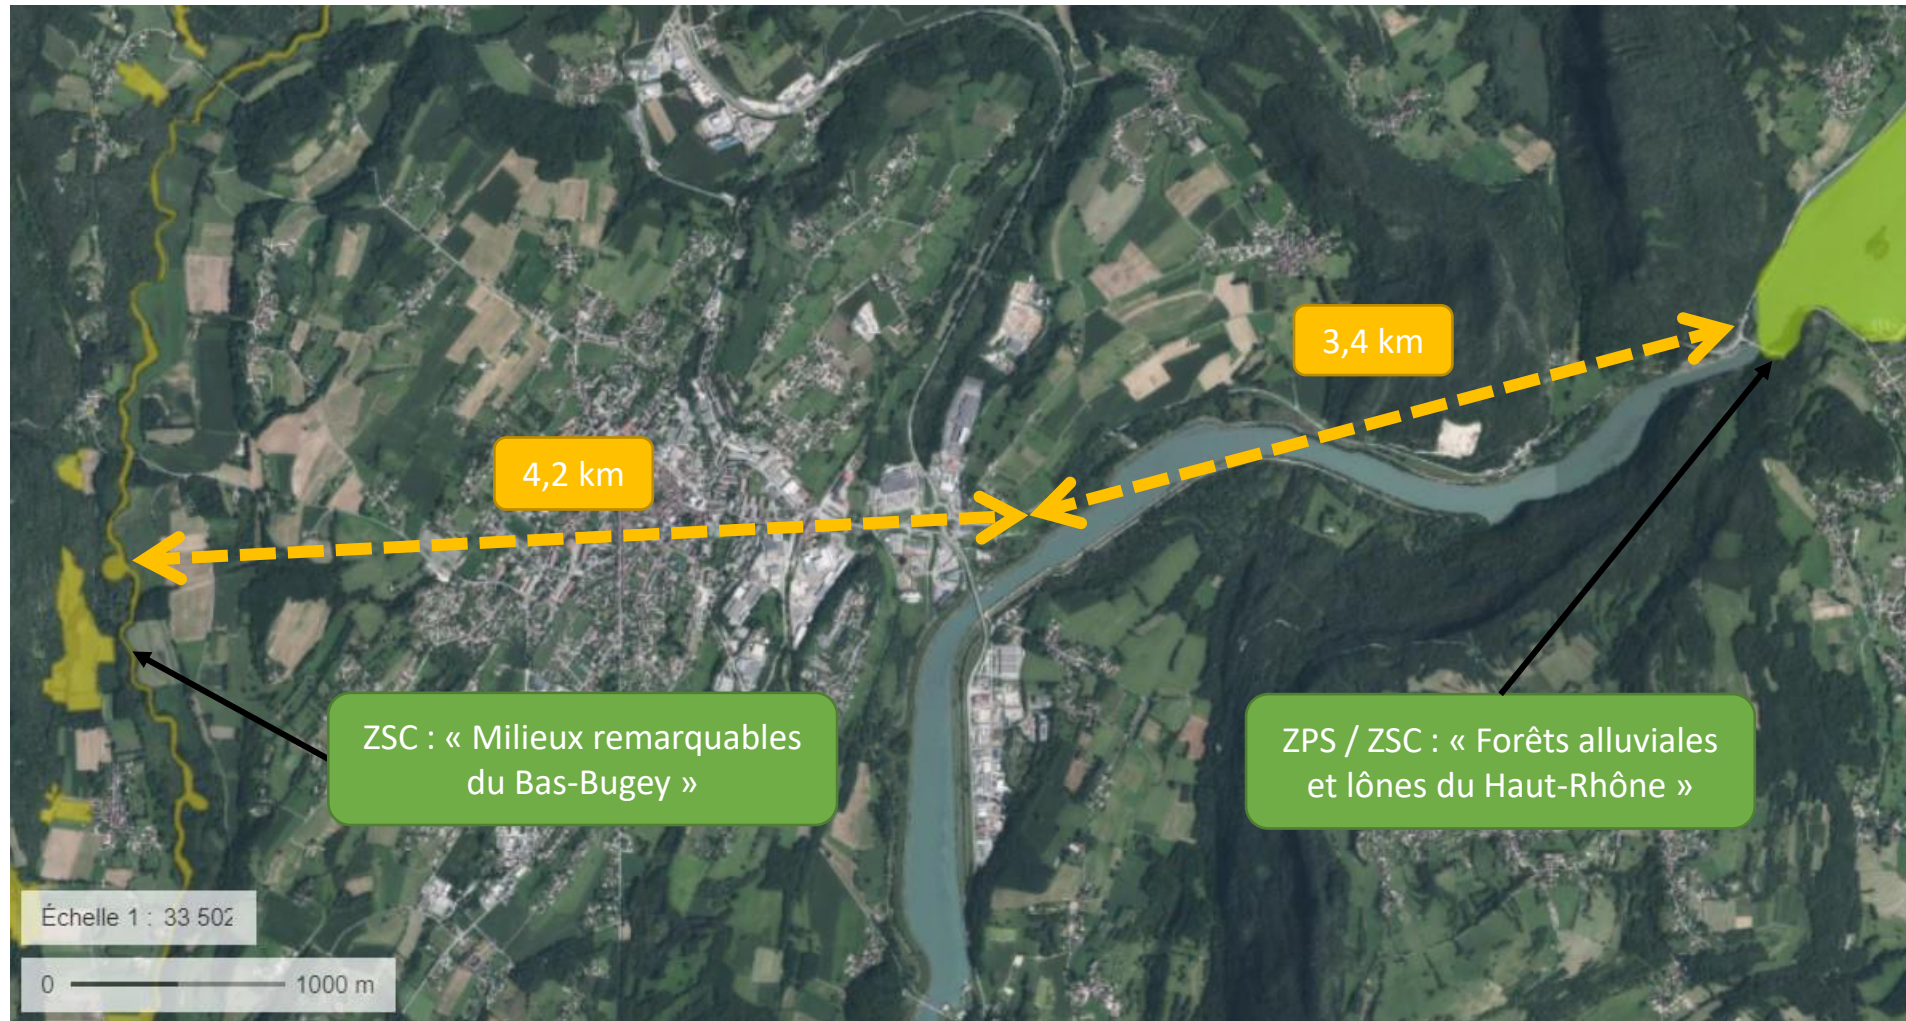 3,4 km
4,2 km
ZSC : « Milieux remarquables
du Bas-Bugey »
ZPS / ZSC : « Forêts alluviales
et lônes du Haut-Rhône »
Échelle 1 : 33 502
0 1000 m